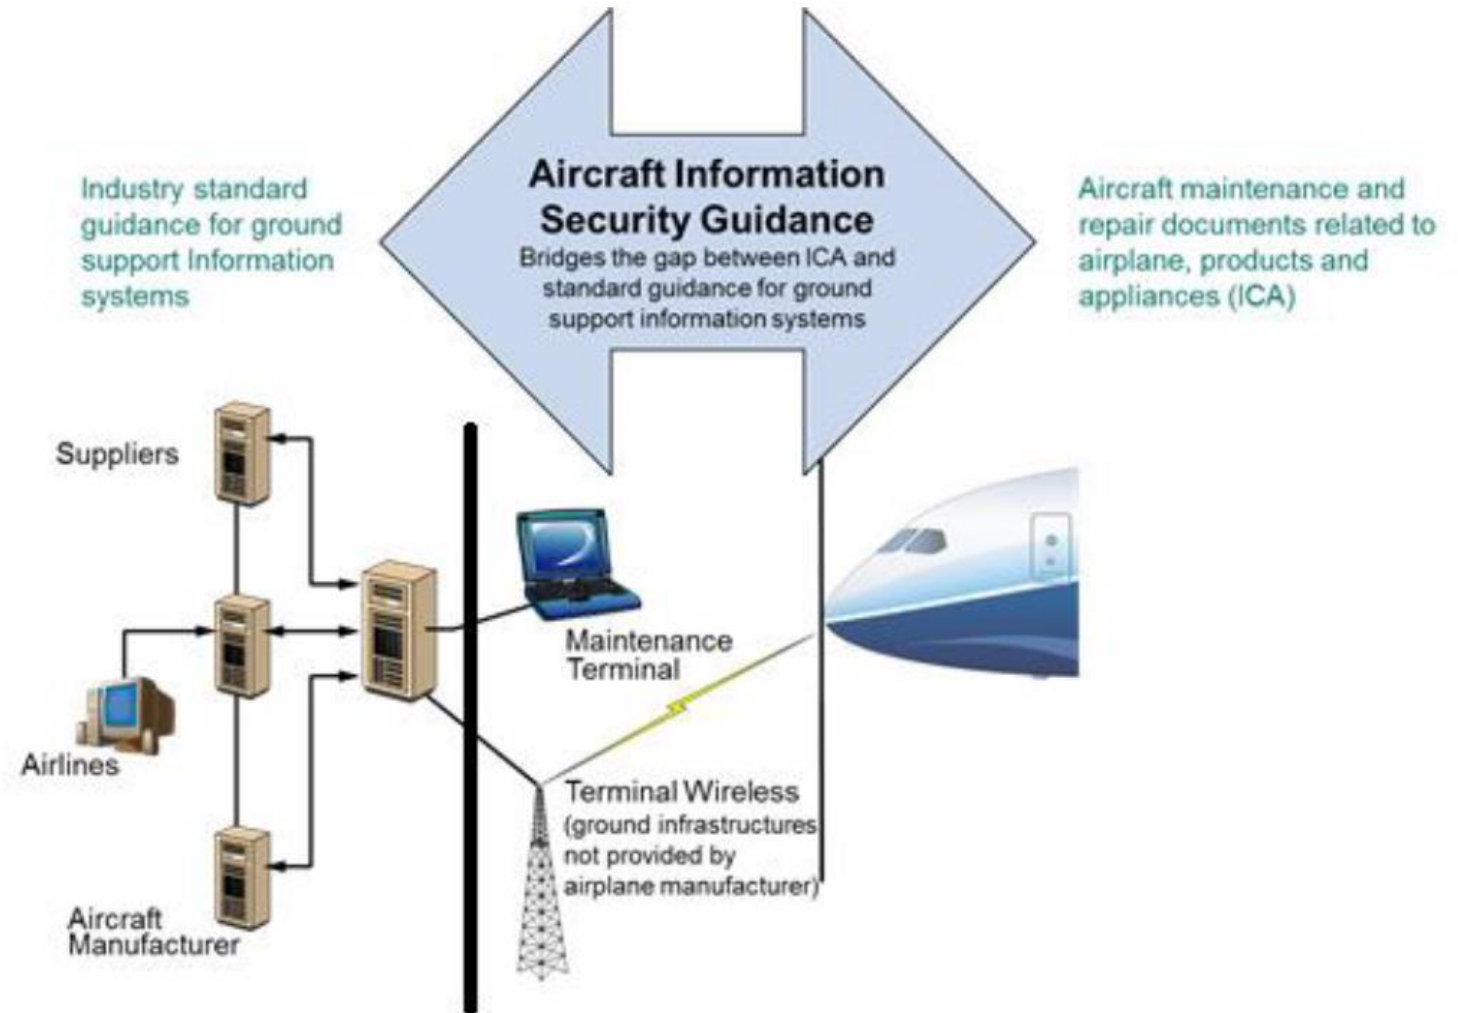 Aircraft Information
Security Guidance
Bridges the gap between ICA and
standard guidance for ground
support information systems
Industry standard
guidance for ground
support Information
systems
Aircraft maintenance and
repair documents related to
airplane, products and
appliances (ICA)
Suppliers
Maintenance
Terminal
Airlines
Terminal Wireless
(ground infrastructures
not provided by
airplane manufacturer)
Aircraft
Manufacturer